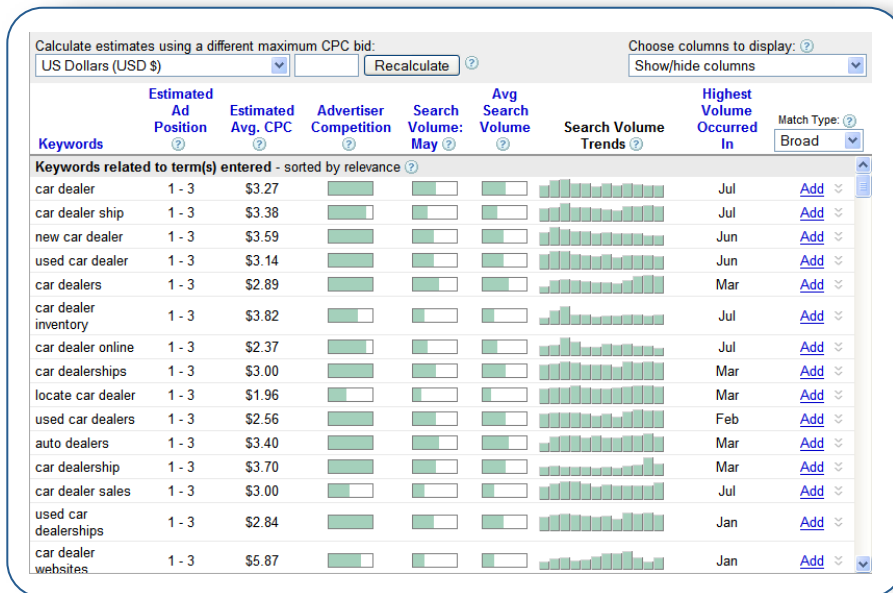 Calculate estimates using a different maximum CPC bid:
Choose columns to display: ?
US Dollars (USD $)
Recalculate ?
Show/hide columns
Keywords
Estimated
Ad
Position
?
Estimated
Avg. CPC
?
Advertiser
Competition
?
Search
Volume:
May ?
Avg
Search
Volume
?
Search Volume
Trends ?
Highest
Volume
Occurred
In
Match Type: ?
Broad
Keywords related to term(s) entered - sorted by relevance ?
car dealer 1 - 3 $3.27 Jul Add
car dealer ship 1 - 3 $3.38 Jul Add
new car dealer 1 - 3 $3.59 Jun Add
used car dealer 1 - 3 $3.14 Jun Add
car dealers 1 - 3 $2.89 Mar Add
car dealer
inventory 1 - 3 $3.82 Jul Add
car dealer online 1 - 3 $2.37 Jul Add
car dealerships 1 - 3 $3.00 Mar Add
locate car dealer 1 - 3 $1.96 Mar Add
used car dealers 1 - 3 $2.56 Feb Add
auto dealers 1 - 3 $3.40 Mar Add
car dealership 1 - 3 $3.70 Mar Add
car dealer sales 1 - 3 $3.00 Jul Add
used car
dealerships 1 - 3 $2.84 Jan Add
car dealer
websites 1 - 3 $5.87 Jan Add